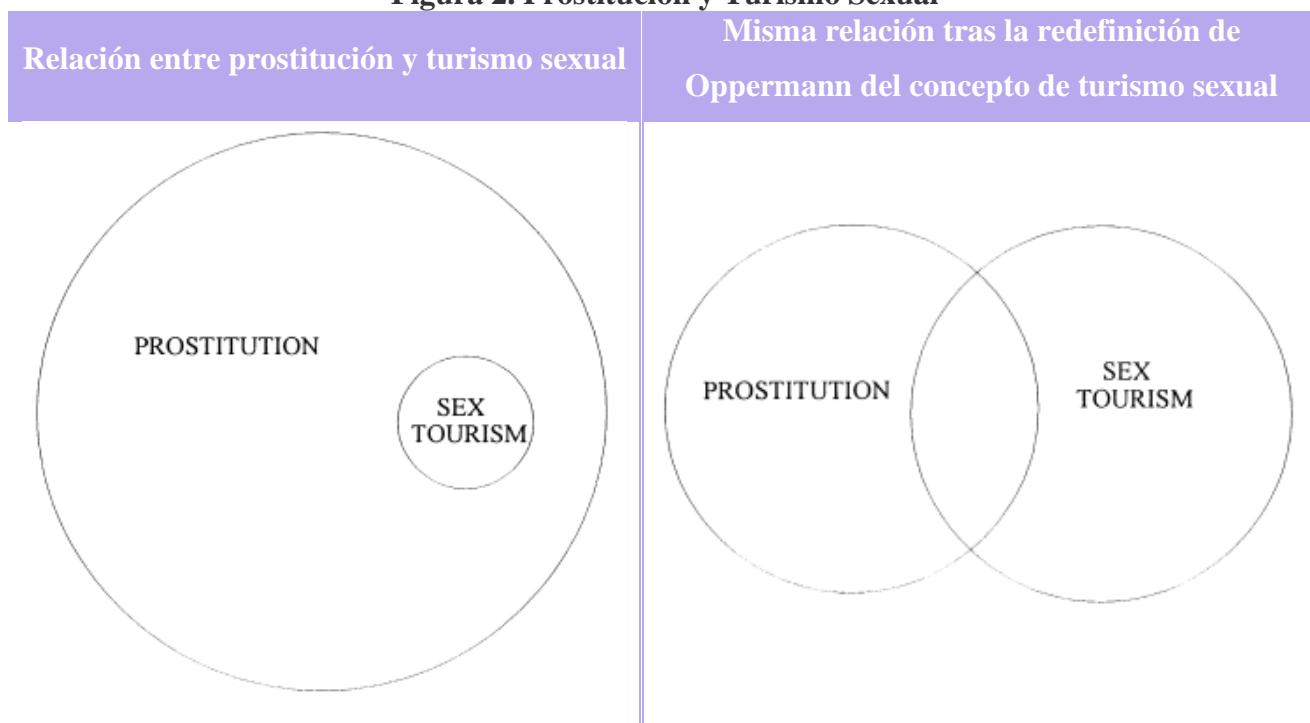 Figura 2. Prostitución y Turismo Sexual
Relación entre prostitución y turismo sexual
Misma relación tras la redefinición de
Oppermann del concepto de turismo sexual
PROSTITUTION
SEX
TOURISM
PROSTITUTION
SEX
TOURISM